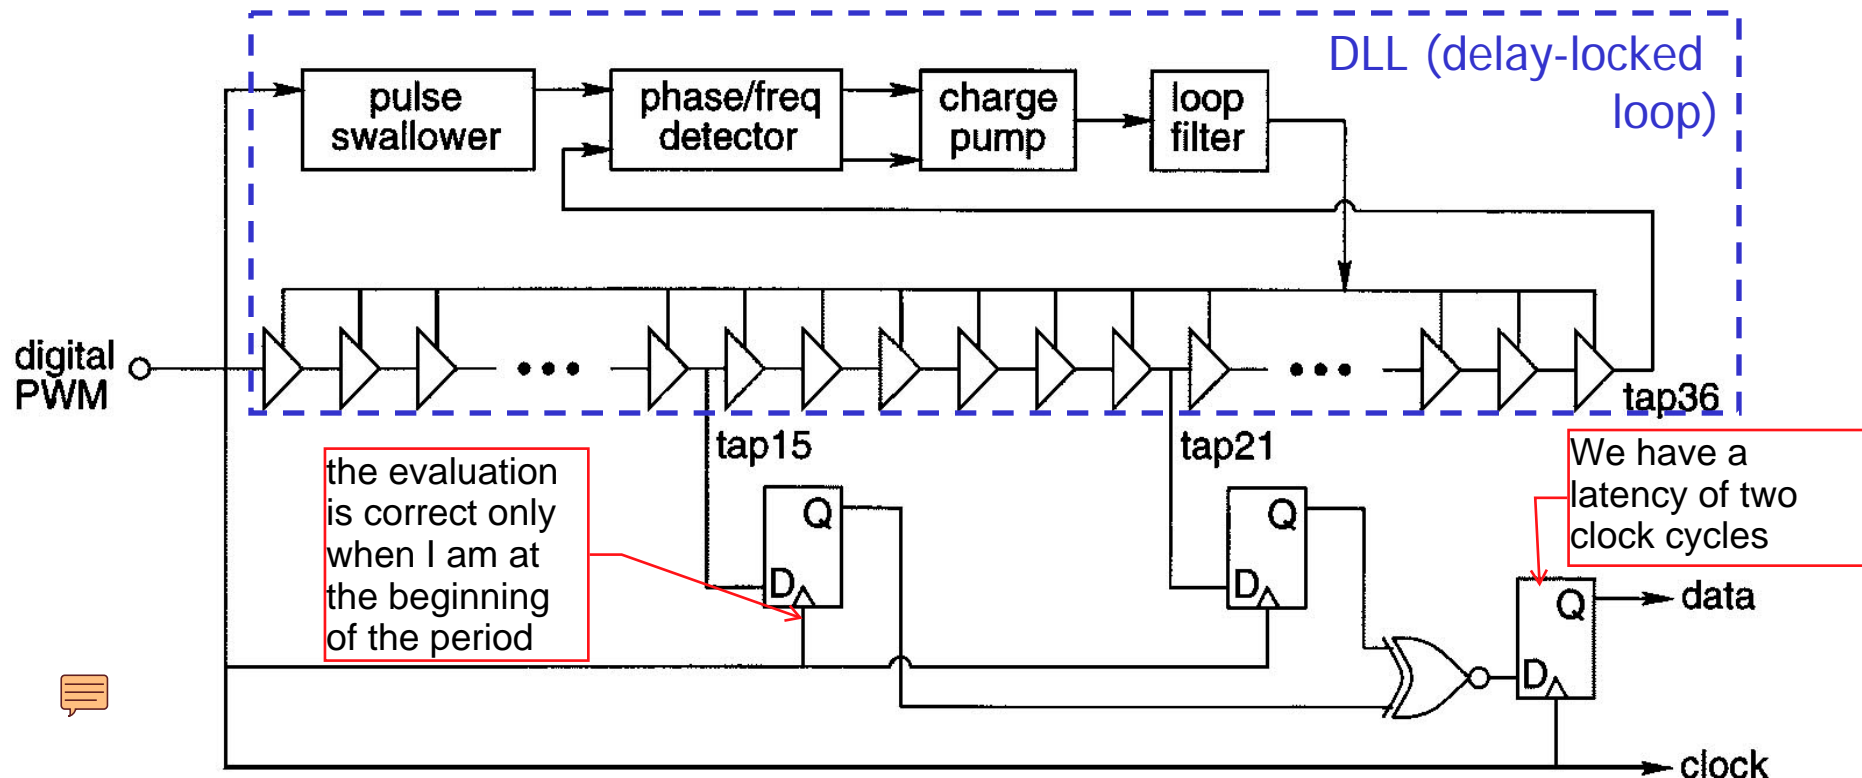 DLL (delay-locked
loop)
pulse
swallower
phase/freq
detector
charge
pump
loop
filter
digital
PWM
tap36
tap15
tap21
the evaluation
is correct only
when I am at
the beginning
of the period
We have a
latency of two
clock cycles
Q
D
Q
D
Q
D
data
clock